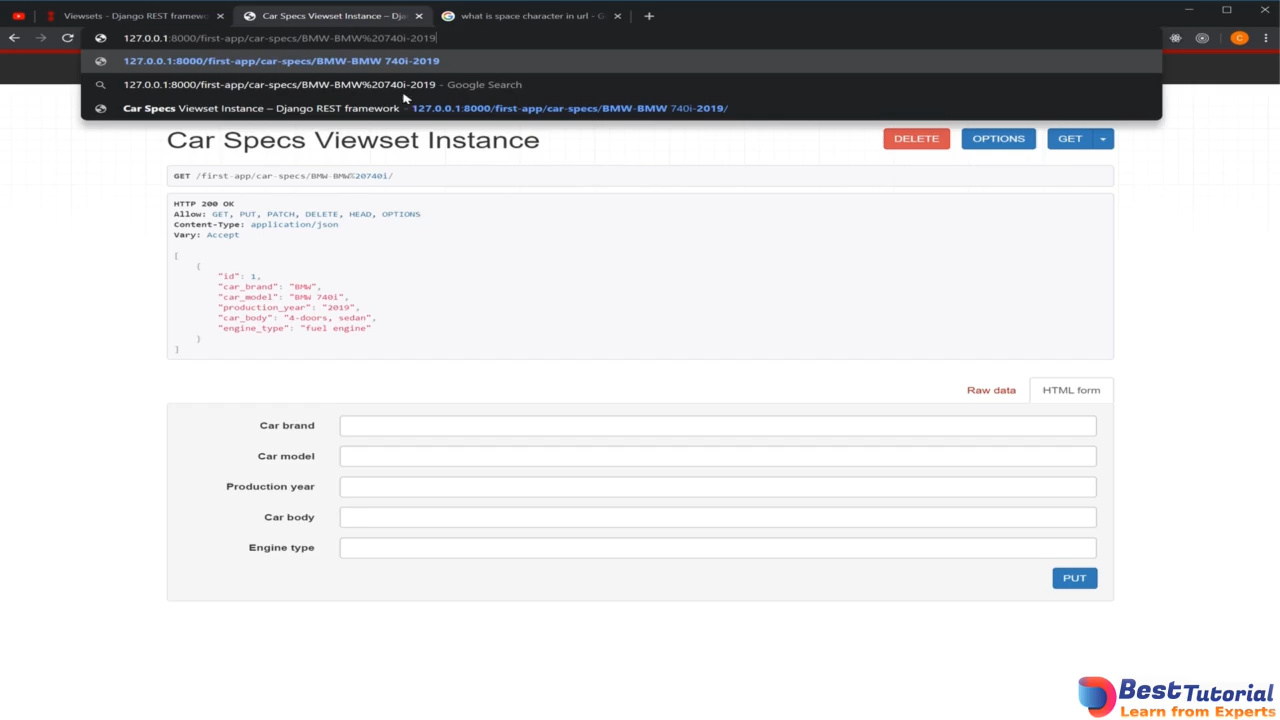 Viewsets - Django REST framewo
Car Specs Viewset Instance – Dja
what is space character in url - G
127.0.0.1:8000/first-app/car-specs/BMW-BMW%20740i-2019
127.0.0.1:8000/first-app/car-specs/BMW-BMW 740i-2019
127.0.0.1:8000/first-app/car-specs/BMW-BMW%20740i-2019 - Google Search
Car Specs Viewset Instance – Django REST framework - 127.0.0.1:8000/first-app/car-specs/BMW-BMW 740i-2019/
C
Car Specs Viewset Instance
DELETE
OPTIONS
GET
GET /first-app/car-specs/BMW-BMW%20740i/
HTTP 200 OK
Allow: GET, PUT, PATCH, DELETE, HEAD, OPTIONS
Content-Type: application/json
Vary: Accept
[
{
"id": 1,
"car_brand": "BMW",
"car_model": "BMW 740i",
"production_year": "2019",
"car_body": "4-doors, sedan",
"engine_type": "fuel engine"
}
]
Raw data
HTML form
Car brand
Car model
Production year
Car body
Engine type
PUT
BestTutorial
Learn from Experts